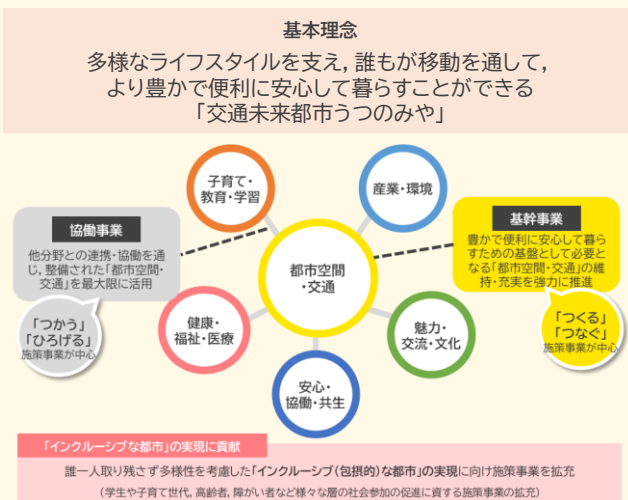 基本理念
多様なライフスタイルを支え，誰もが移動を通して，
より豊かで便利に安心して暮らすことができる
「交通未来都市うつのみや」
子育て・
教育・学習
産業・環境
協働事業
他分野との連携・協働を通
じ，整備された「都市空間・
交通」を最大限に活用
「つかう」
「ひろげる」
施策事業が中心
都市空間
・交通
基幹事業
豊かで便利に安心して暮ら
すための基盤として必要と
なる「都市空間・交通」の維
持・充実を強力に推進
「つくる」
「つなぐ」
施策事業が中心
健康・
福祉・医療
魅力・
交流・文化
安心・
協働・共生
「インクルーシブな都市」の実現に貢献
誰一人取り残さず多様性を考慮した「インクルーシブ（包摂的）な都市」の実現に向け施策事業を拡充
（学生や子育て世代，高齢者，障がい者など様々な層の社会参加の促進に資する施策事業の拡充）